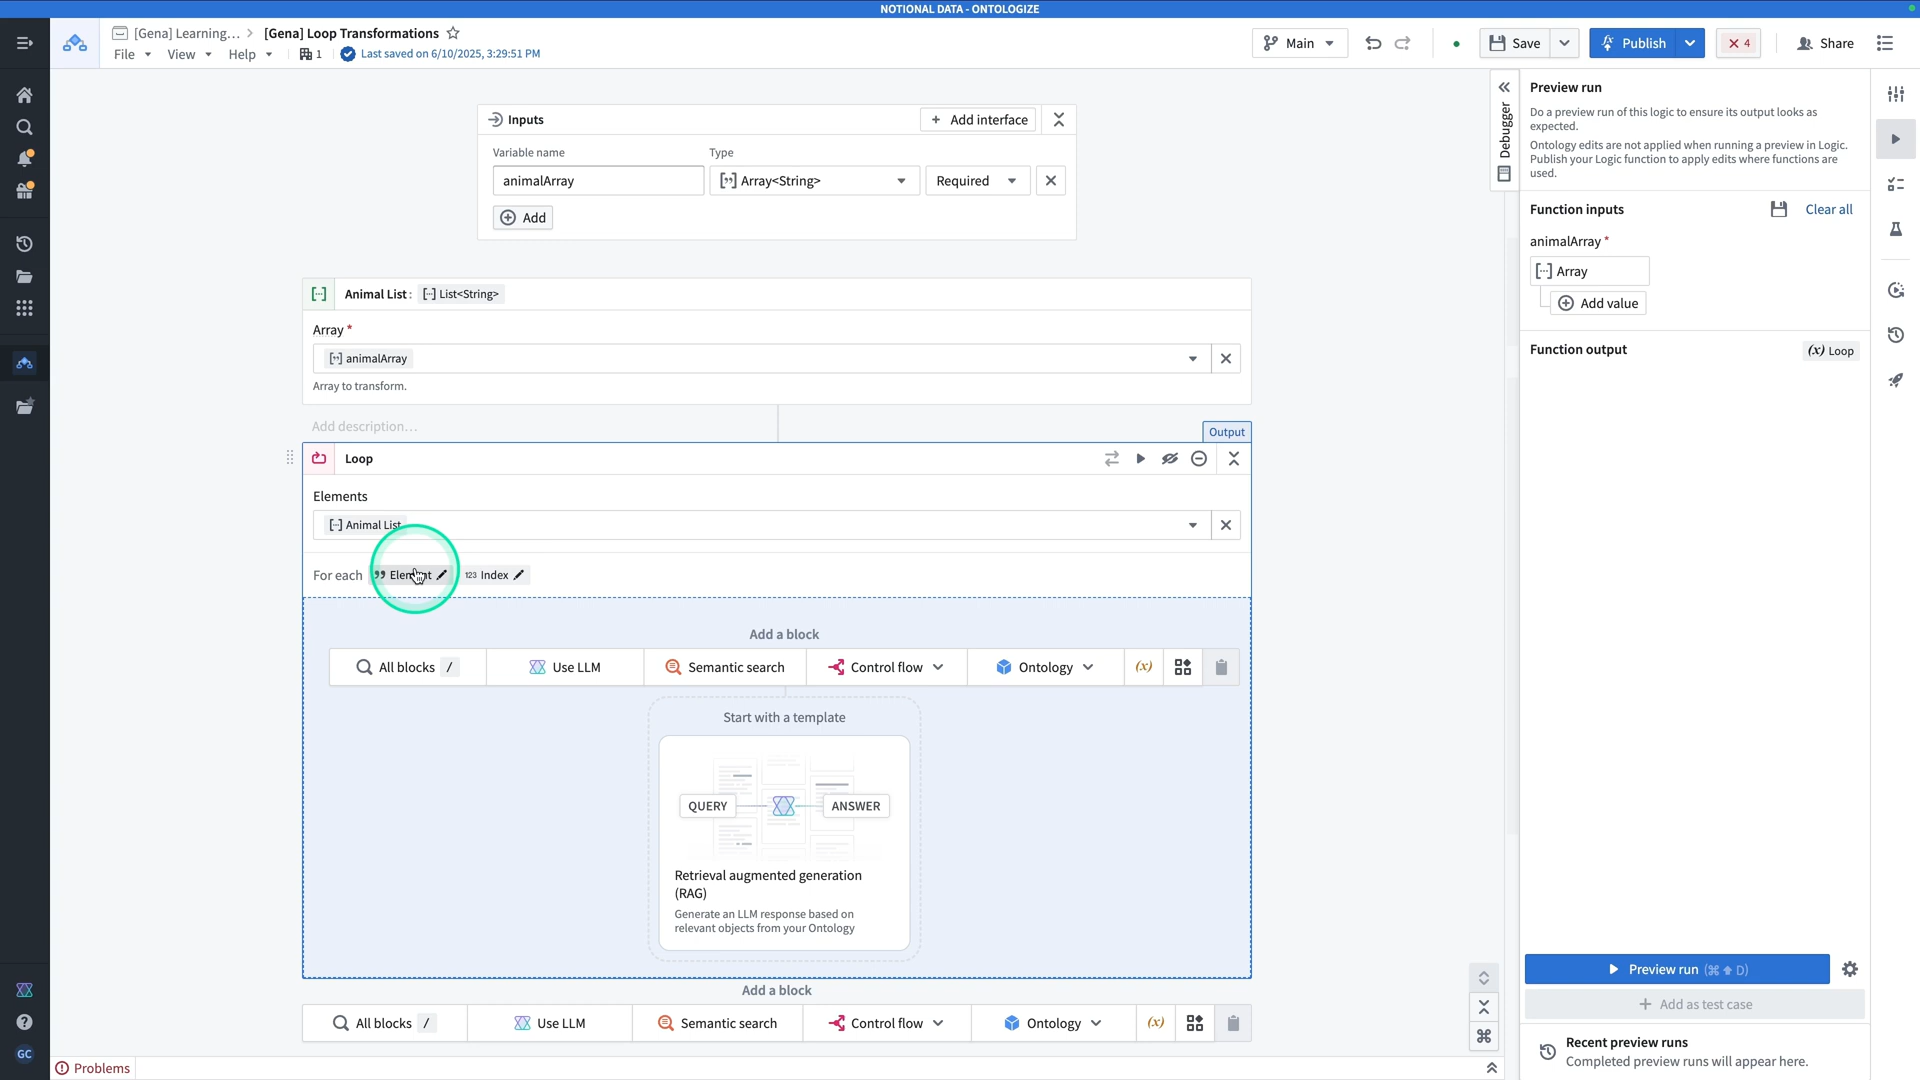 NOTIONAL DATA - ONTOLOGIZE
[Gena] Learning... > [Gena] Loop Transformations
File View Help 1 Last saved on 6/10/2025, 3:29:51 PM
Main Save Publish 4 Share
Inputs Add interface
Variable name Type
animalArray Array<String> Required
Add
Animal List : List<String>
Array *
animalArray
Array to transform.
Add description...
Output
Loop
Elements
Animal List
For each Element 123 Index
Add a block
All blocks / Use LLM Semantic search Control flow Ontology (x)
Start with a template
QUERY ANSWER
Retrieval augmented generation
(RAG)
Generate an LLM response based on
relevant objects from your Ontology
Add a block
All blocks / Use LLM Semantic search Control flow Ontology (x)
Problems
GC
Debugger
Preview run
Do a preview run of this logic to ensure its output looks as
expected.
Ontology edits are not applied when running a preview in Logic.
Publish your Logic function to apply edits where functions are
used.
Function inputs Clear all
animalArray *
Array
Add value
Function output (x) Loop
Preview run (⌘ ⬆ D)
Add as test case
Recent preview runs
Completed preview runs will appear here.